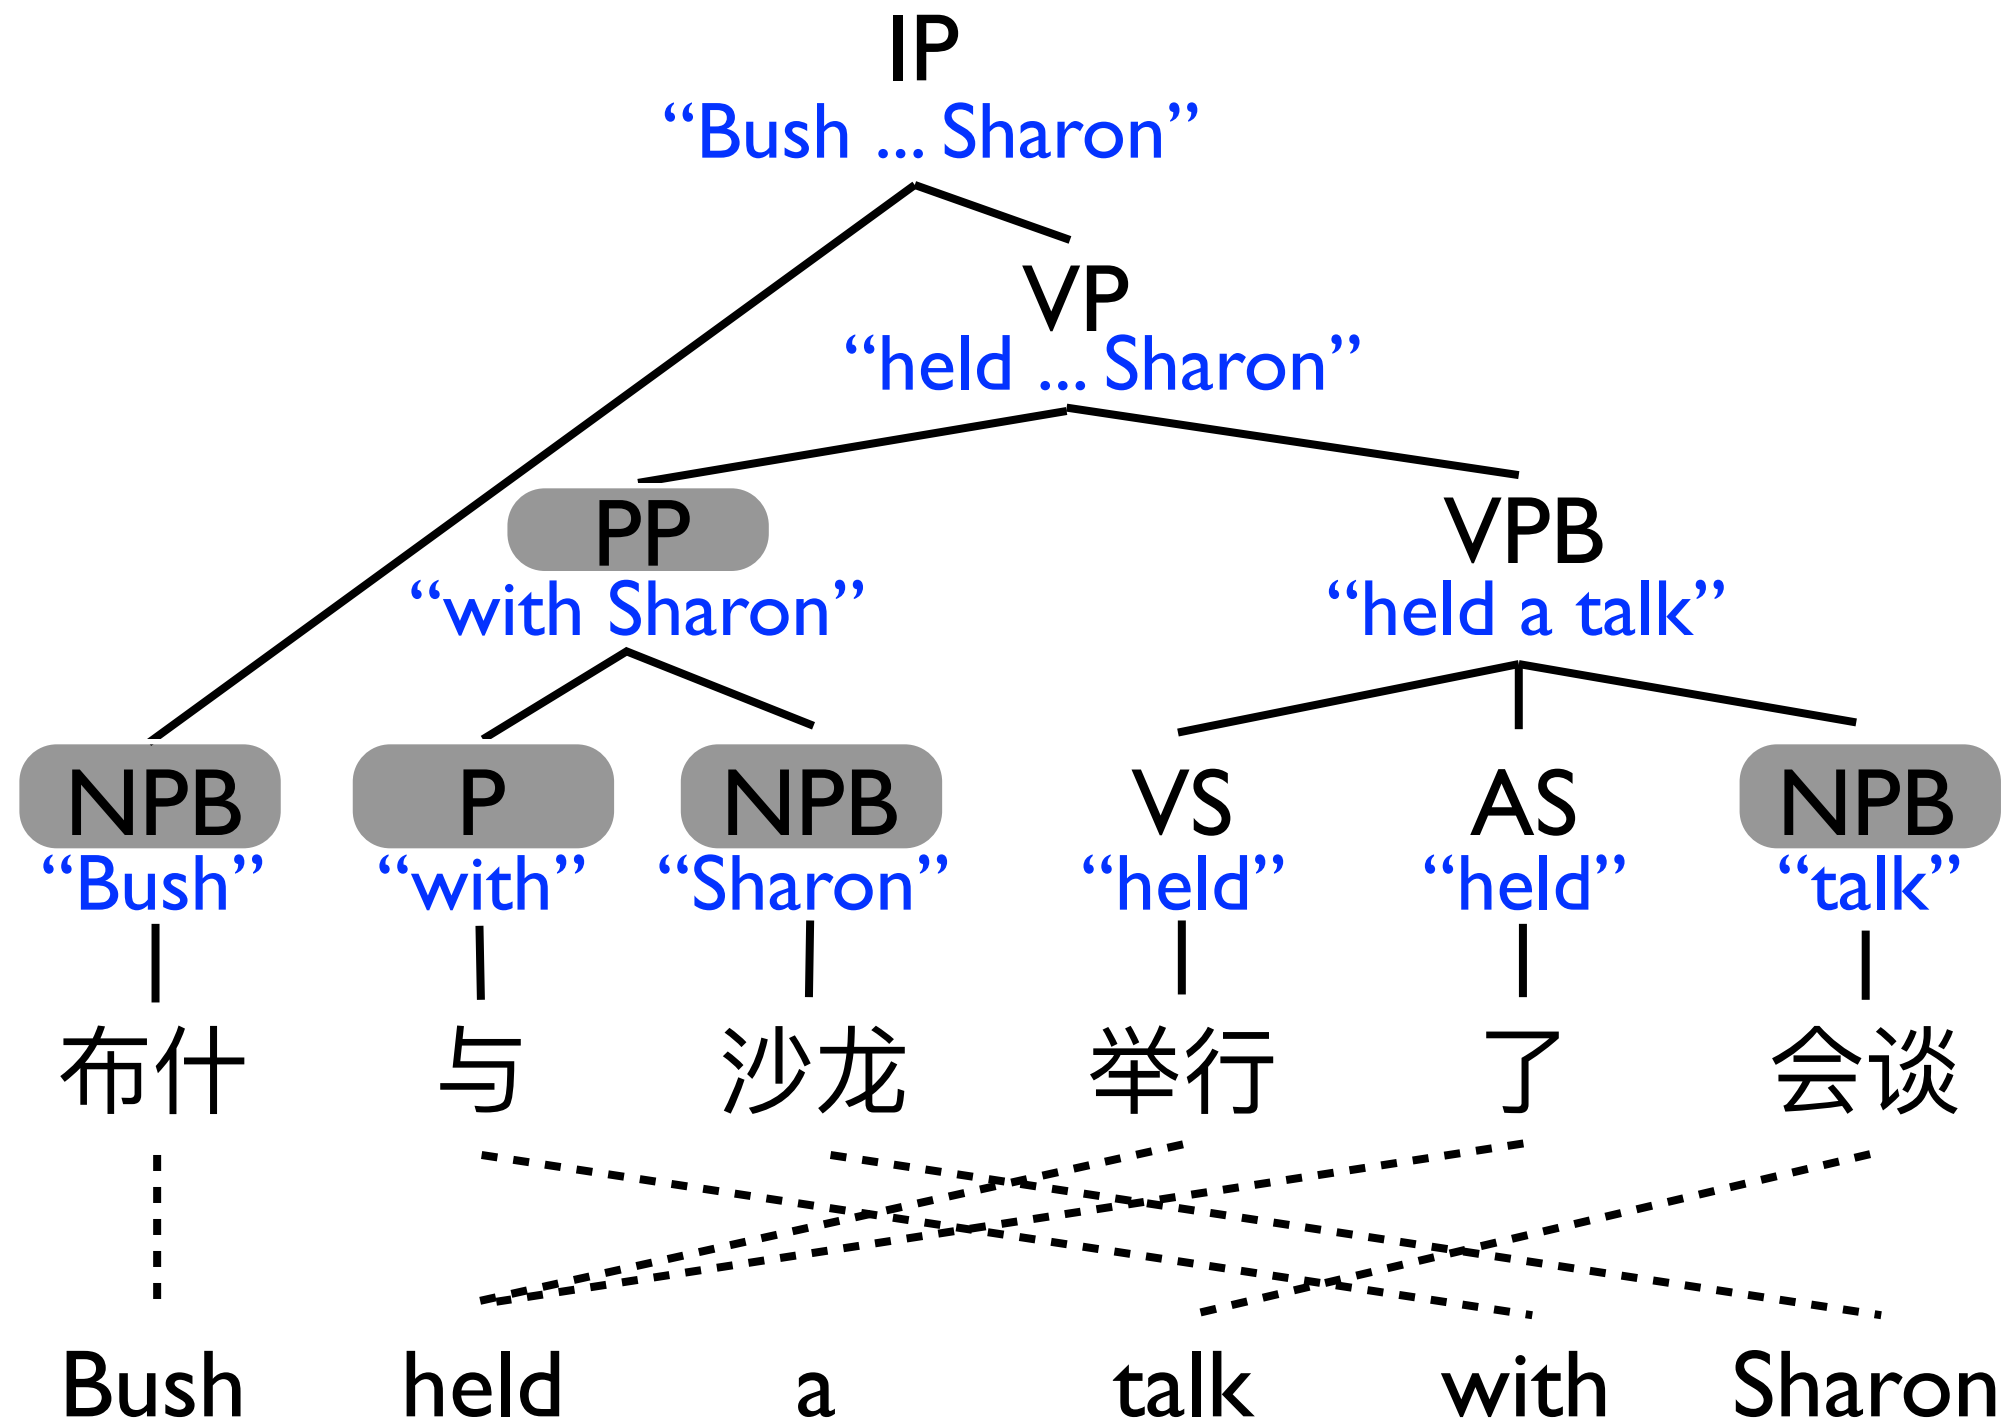 IP
“Bush ... Sharon”
VP
“held ... Sharon”
PP VPB
“with Sharon” “held a talk”
NPB P NPB VS AS NPB
“Bush” “with” “Sharon” “held” “held” “talk”
布什 与 沙龙 举行 了 会谈
Bush held a talk with Sharon